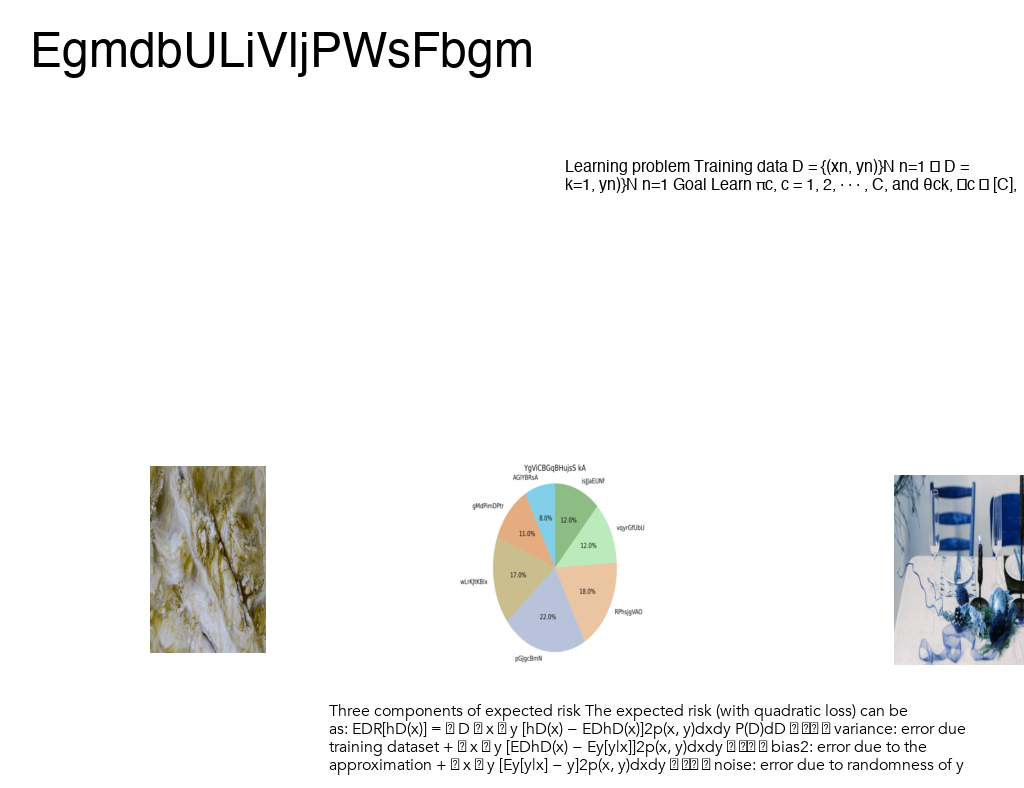 EgmdbULiVljPWsFbgm
Learning problem Training data D = {(xn, yn)}N n=1 � D =
k=1, yn)}N n=1 Goal Learn πc, c = 1, 2, · · · , C, and θck, �c � [C],
YgViCBGqBHujsS kA
AGlYBRsA
isJJaEUNf
gMdPimDPtr
vqyrGfUbU
8.0%
12.0%
11.0%
12.0%
17.0%
18.0%
wLrKJtKBlx
RPhsjgVAO
22.0%
pGJgcBmN
Three components of expected risk The expected risk (with quadratic loss) can be
as: EDR[hD(x)] = � D � x � y [hD(x) − EDhD(x)]2p(x, y)dxdy P(D)dD � ��� � variance: error due
training dataset + � x � y [EDhD(x) − Ey[y|x]]2p(x, y)dxdy � ��� � bias2: error due to the
approximation + � x � y [Ey[y|x] − y]2p(x, y)dxdy � ��� � noise: error due to randomness of y